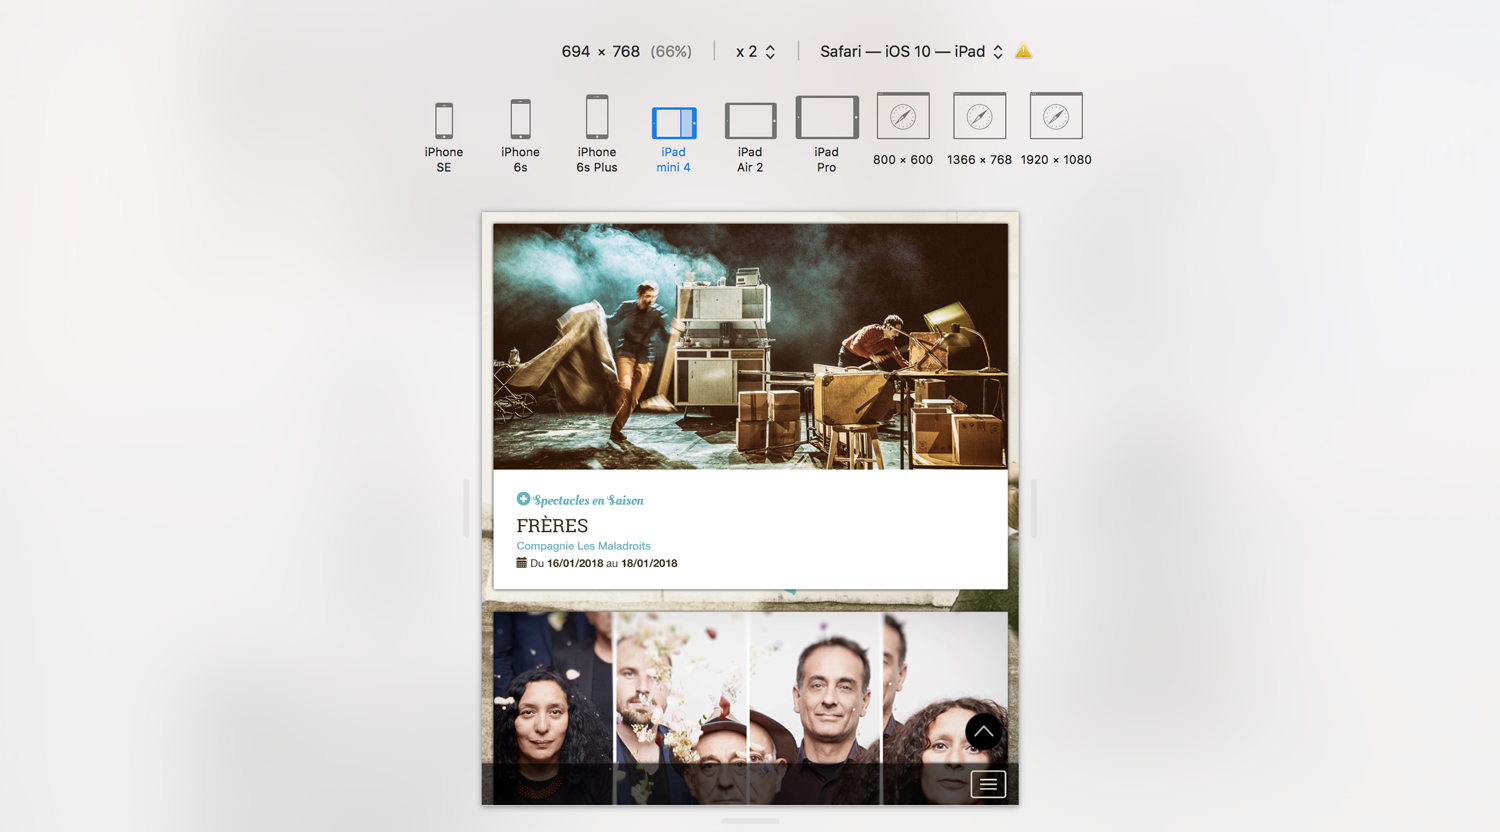 694 × 768 (66%)
x 2
Safari — iOS 10 — iPad
iPhone
SE
iPhone
6s
iPhone
6s Plus
iPad
mini 4
iPad
Air 2
iPad
Pro
800 × 600
1366 × 768
1920 × 1080
Spectacles en Saison
FRÈRES
Compagnie Les Maladroits
Du 16/01/2018 au 18/01/2018